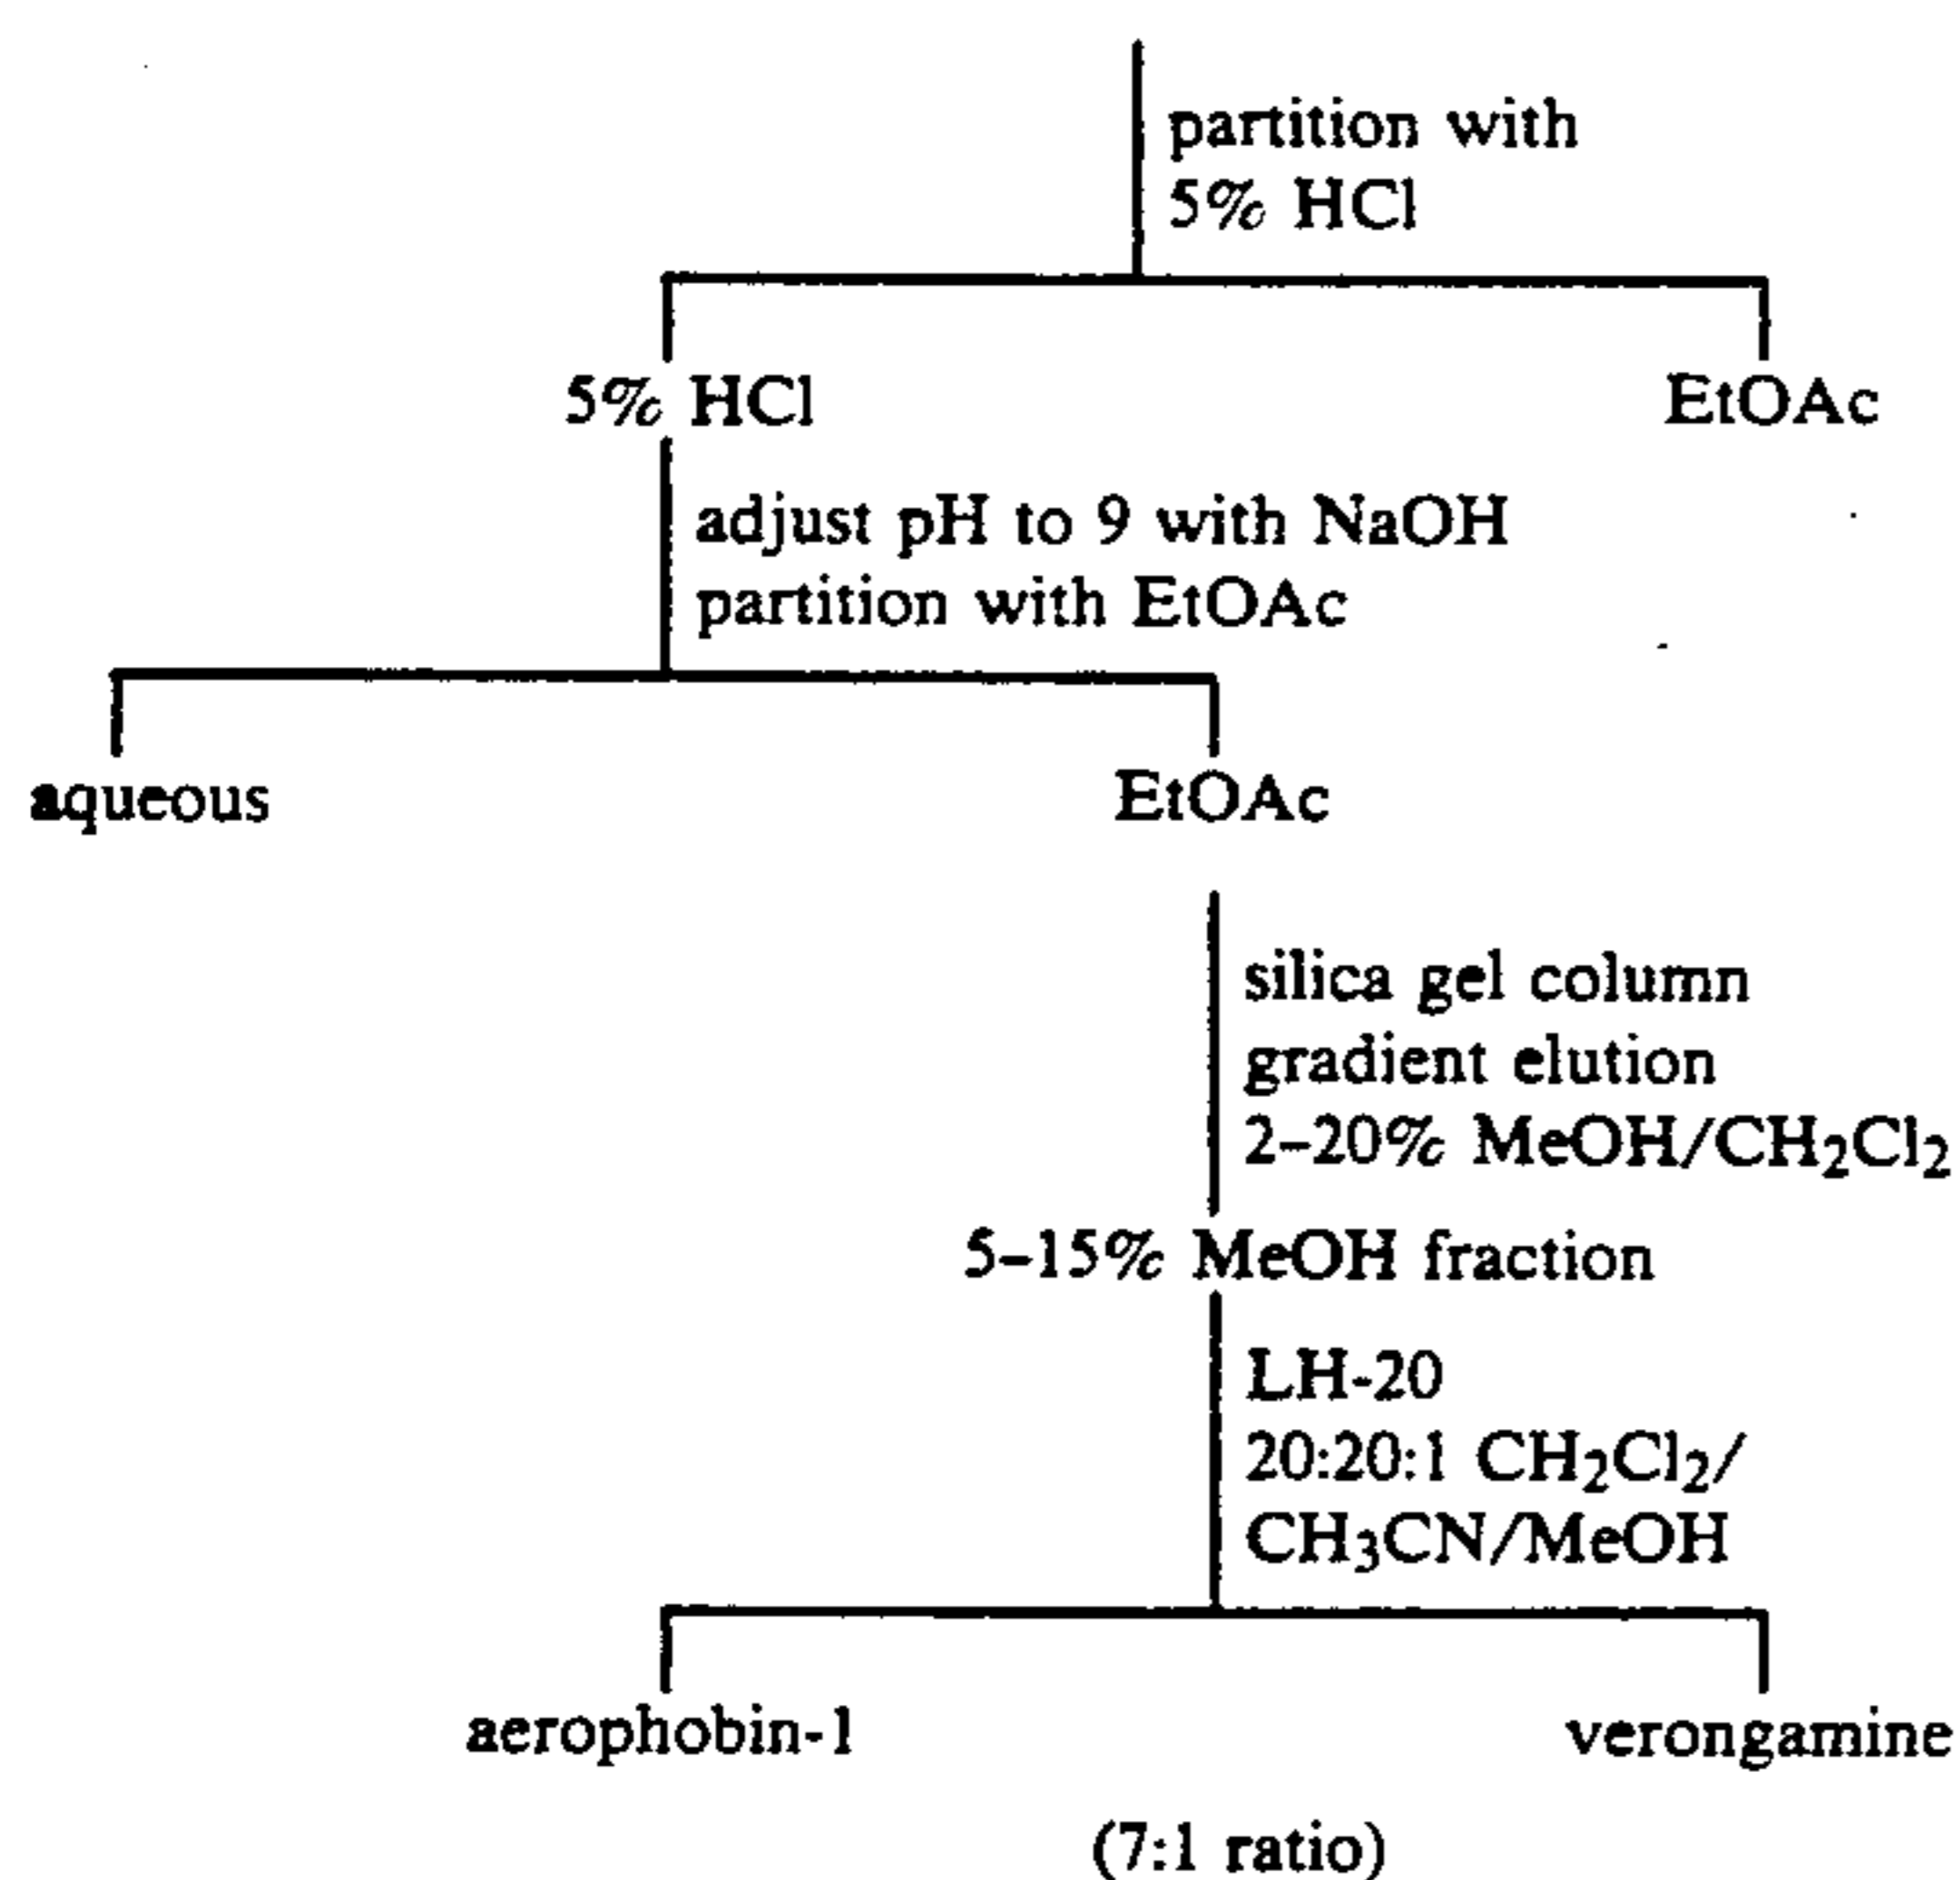 partition with
5% HCl
5% HCl
EtOAc
adjust pH to 9 with NaOH
partition with EtOAc
aqueous
EtOAc
silica gel column
gradient elution
2–20% MeOH/CH₂Cl₂
5–15% MeOH fraction
LH-20
20:20:1 CH₂Cl₂/
CH₃CN/MeOH
aerophobin-1
verongamine
(7:1 ratio)